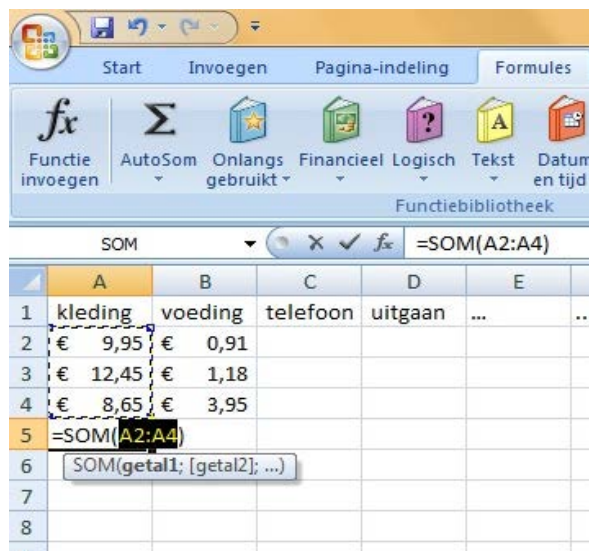 Start Invoegen Pagina-indeling Formules
fx Σ ? A
Functie invoegen AutoSom Onlangs gebruikt Financieel Logisch Tekst Datum en tijd
Functiebibliotheek
SOM fx =SOM(A2:A4)
A B C D E
1 kleding voeding telefoon uitgaan ... ..
2 € 9,95 € 0,91
3 € 12,45 € 1,18
4 € 8,65 € 3,95
5 =SOM(A2:A4)
6 SOM(getal1; [getal2]; ...)
7
8